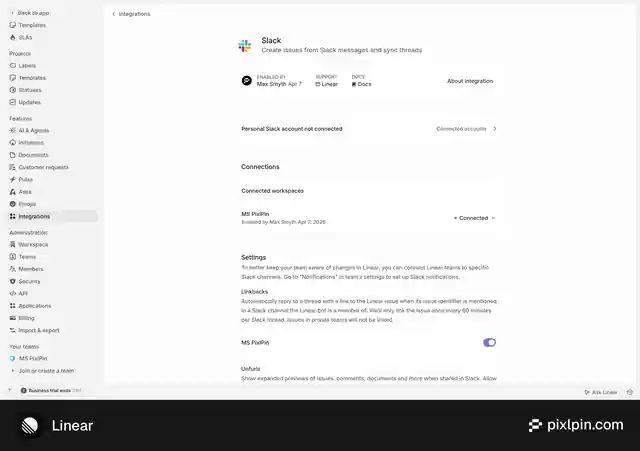 Back to app
Templates
SLAs
Projects
Labels
Templates
Statuses
Updates
Features
AI & Agents
Initiatives
Documents
Customer requests
Pulse
Asks
Emojis
Integrations
Administration
Workspace
Teams
Members
Security
API
Applications
Billing
Import & export
Your teams
MS PixlPin
Join or create a team
Business trial ends
Integrations
Slack
Create issues from Slack messages and sync threads
ENABLED BY
Max Smyth Apr 7
SUPPORT
Linear
DOCS
Docs
About integration
Personal Slack account not connected
Connected accounts
Connections
Connected workspaces
MS PixlPin
Enabled by Max Smyth Apr 7, 2026
Connected
Settings
To better keep your team aware of changes in Linear, you can connect Linear teams to specific
Slack channels. Go to "Notifications" in team's settings to set up Slack notifications.
Linkbacks
Automatically reply to a thread with a link to the Linear issue when its issue identifier is mentioned
in a Slack channel the Linear bot is a member of. We'll only link the issue once every 60 minutes
per Slack thread. Issues in private teams will not be linked.
MS PixlPin
Unfurls
Show expanded previews of issues, comments, documents and more when shared in Slack. Allow
Ask Linear
Linear
pixlpin.com